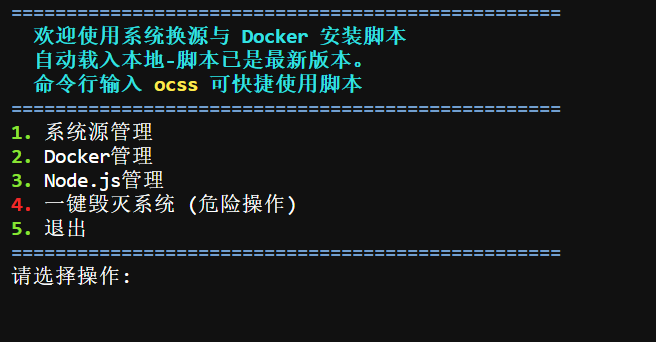 ==================================================
欢迎使用系统换源与 Docker 安装脚本
自动载入本地-脚本已是最新版本。
命令行输入 ocss 可快捷使用脚本
==================================================
1. 系统源管理
2. Docker管理
3. Node.js管理
4. 一键毁灭系统 (危险操作)
5. 退出
==================================================
请选择操作: